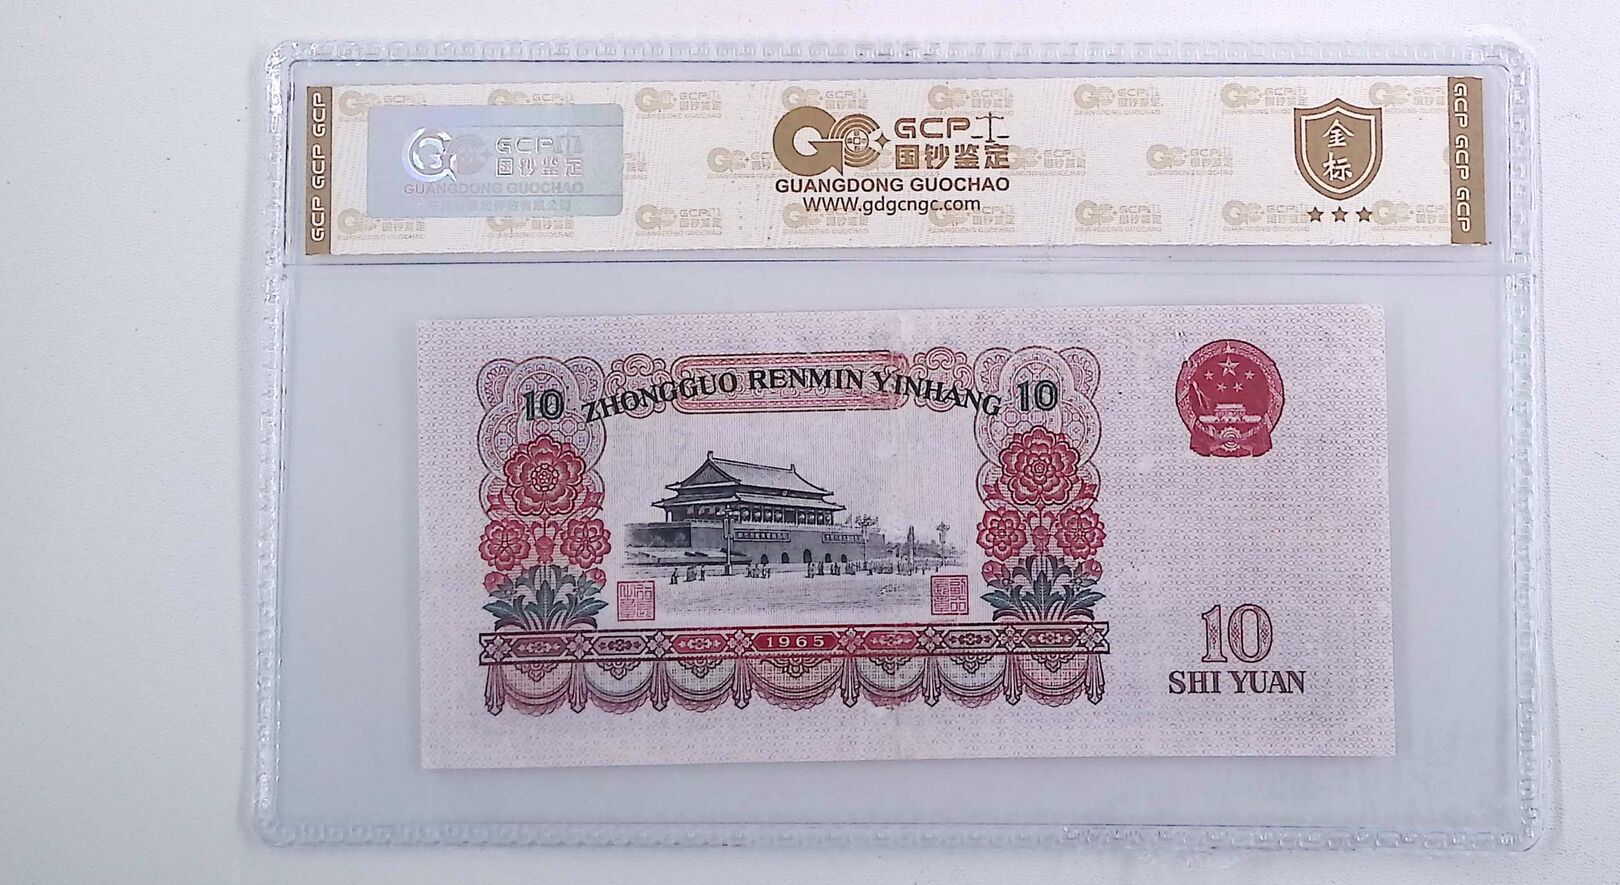 GCP GCP GCP
GCP 国钞鉴定
GUANGDONG GUOCHAO
GCP
国钞鉴定
GUANGDONG GUOCHAO
WWW.gdgcngc.com
金标
GCP GCP GCP
10 ZHONGGUO RENMIN YINHANG 10
1965
10
SHI YUAN